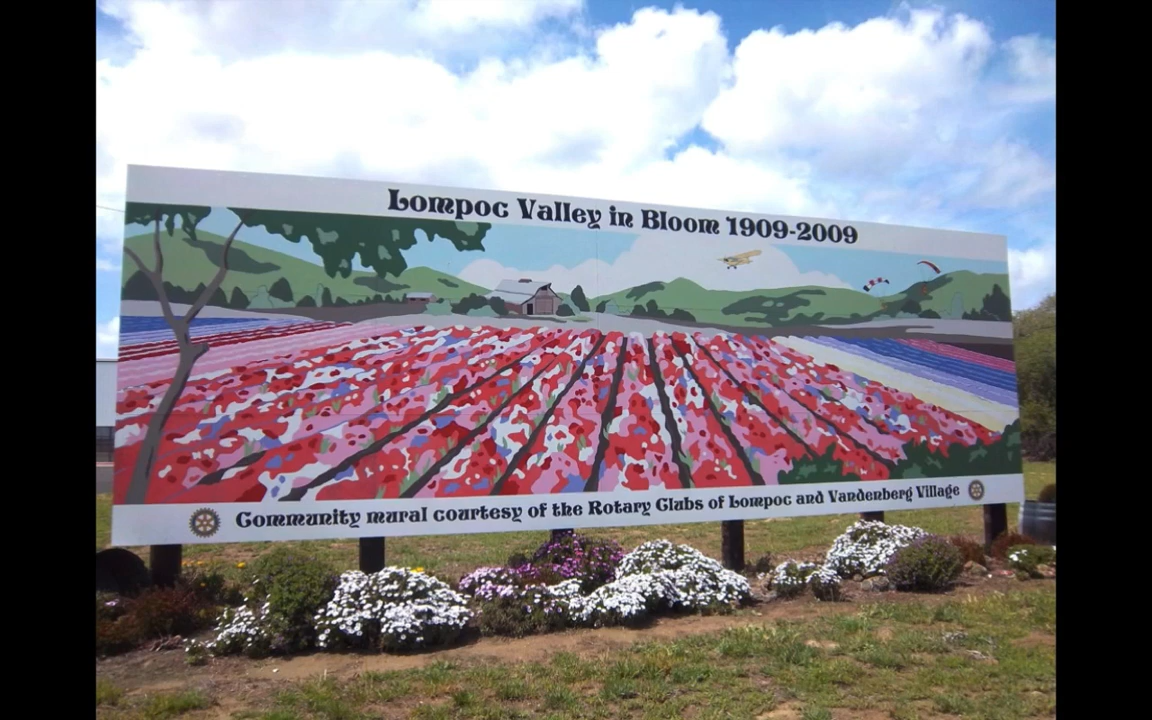 Lompoc Valley in Bloom 1909-2009
Community mural courtesy of the Rotary Clubs of Lompoc and Vandenberg Village